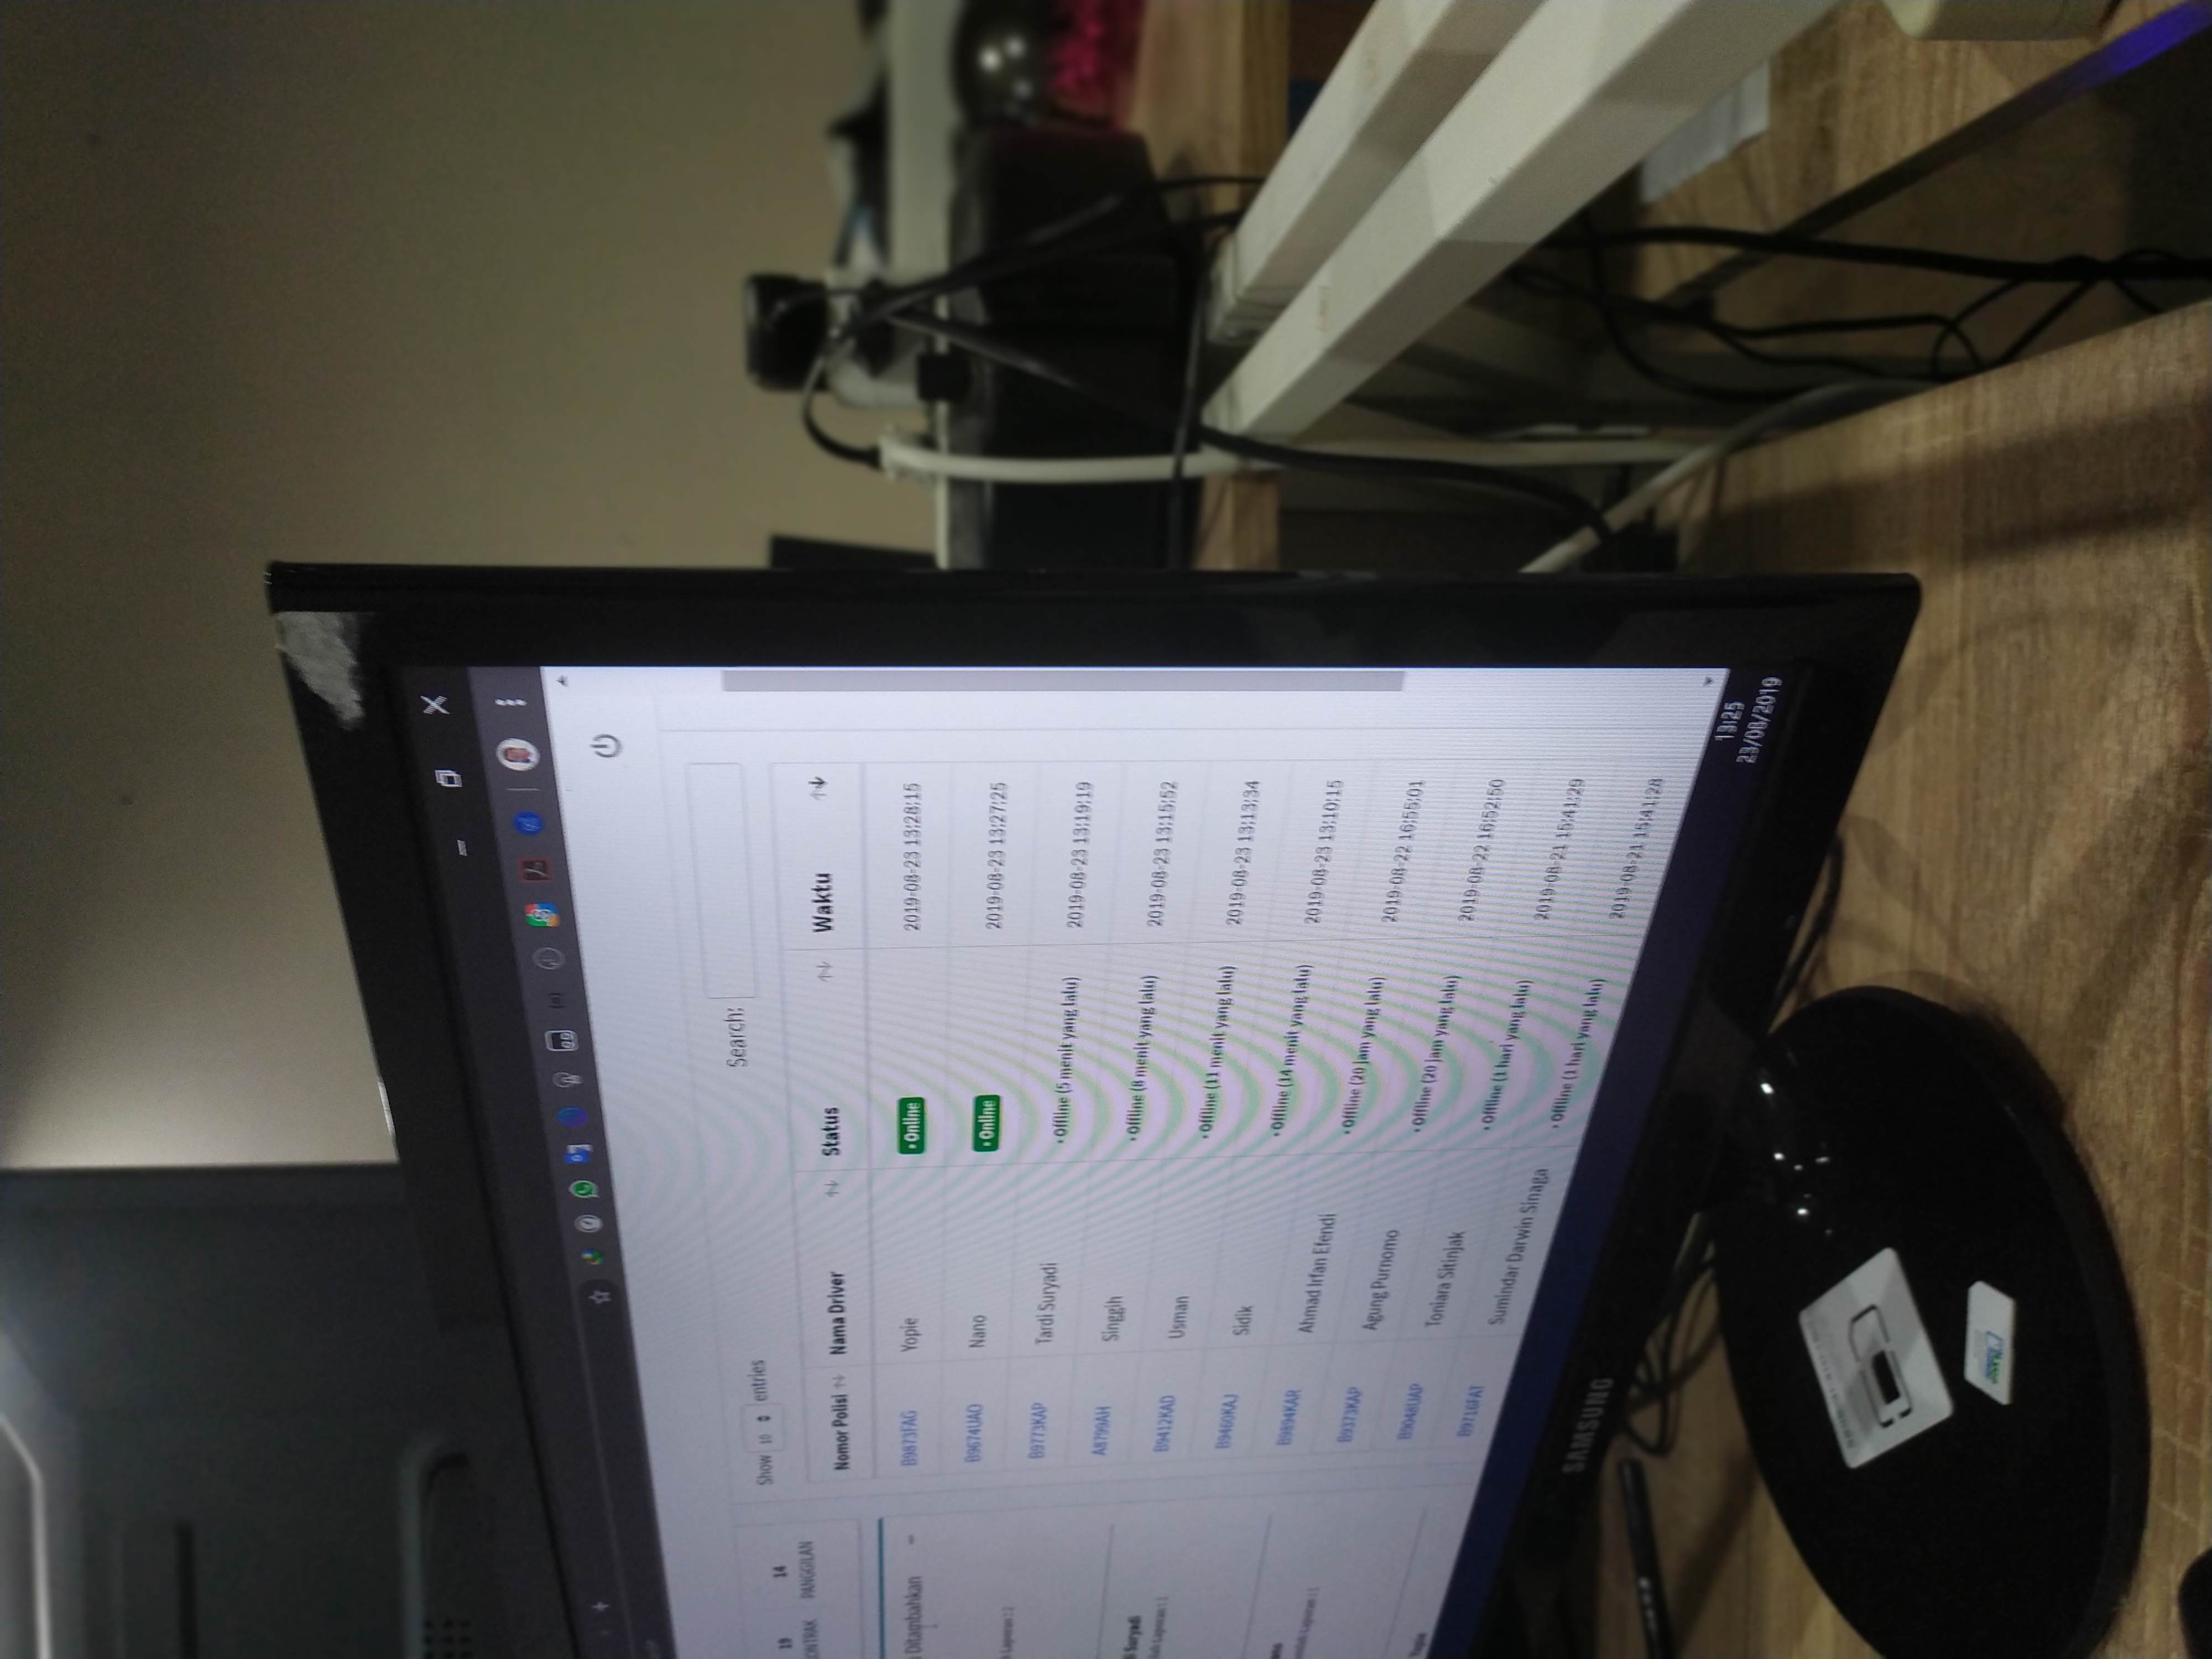 Search:
Show 10 entries
19 14
PANGGILAN
Nomor Polisi Nama Driver Status Waktu
Ditambahkan
B9873FAG Yopie • Online 2019-08-23 13:28:15
B9674UAO Nano • Online 2019-08-23 13:27:25
B9773KAP Tardi Suryadi • Offline (5 menit yang lalu) 2019-08-23 13:19:19
A8799AH Singgih • Offline (8 menit yang lalu) 2019-08-23 13:15:52
Suryadi
B9412KAD Usman • Offline (11 menit yang lalu) 2019-08-23 13:13:34
B9460KAJ Sidik • Offline (14 menit yang lalu) 2019-08-23 13:10:15
B9894KAR Ahmad Irfan Efendi • Offline (20 jam yang lalu) 2019-08-22 16:55:01
B9373KAP Agung Purnomo • Offline (20 jam yang lalu) 2019-08-22 16:52:50
B9048UAP Toniara Sitinjak • Offline (1 hari yang lalu) 2019-08-21 15:41:29
Yopie
B9716FAT Sumindar Darwin Sinaga • Offline (1 hari yang lalu) 2019-08-21 15:41:28
13:25
23/08/2019
SAMSUNG